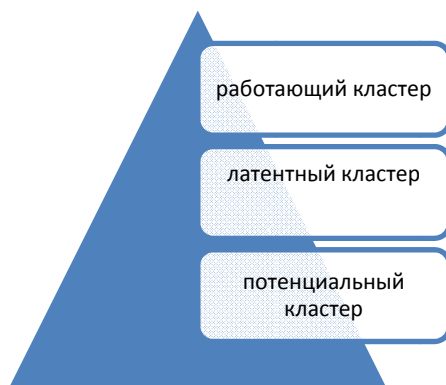 работающий кластер
латентный кластер
потенциальный
кластер